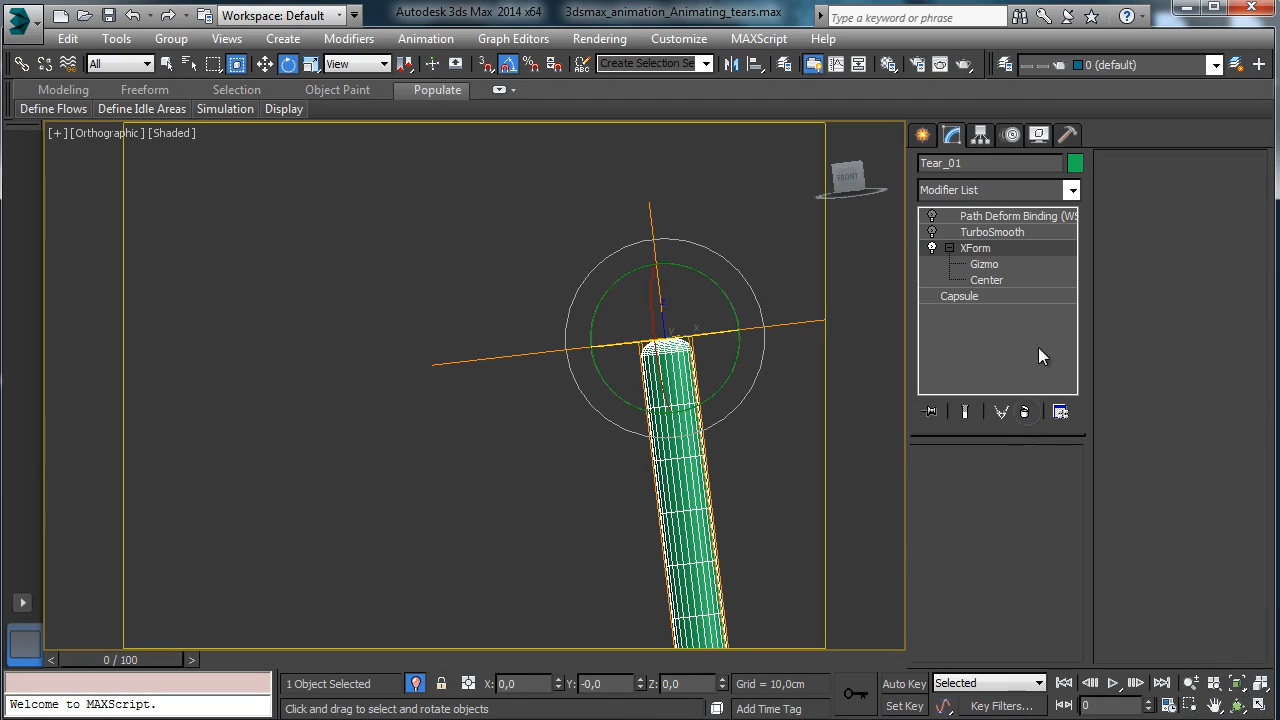 Workspace: Default
Autodesk 3ds Max 2014 x64
3dsmax_animation_Animating_tears.max
Type a keyword or phrase
Edit
Tools
Group
Views
Create
Modifiers
Animation
Graph Editors
Rendering
Customize
MAXScript
Help
All
View
Create Selection Se
0 (default)
Modeling
Freeform
Selection
Object Paint
Populate
Define Flows
Define Idle Areas
Simulation
Display
[+] [Orthographic ] [Shaded ]
FRONT
Tear_01
Modifier List
Path Deform Binding (WS
TurboSmooth
XForm
Gizmo
Center
Capsule
z
y
x
< 0 / 100 >
1 Object Selected
X: 0,0
Y: -0,0
Z: 0,0
Grid = 10,0cm
Auto Key
Selected
Welcome to MAXScript.
Click and drag to select and rotate objects
Add Time Tag
Set Key
Key Filters...
0